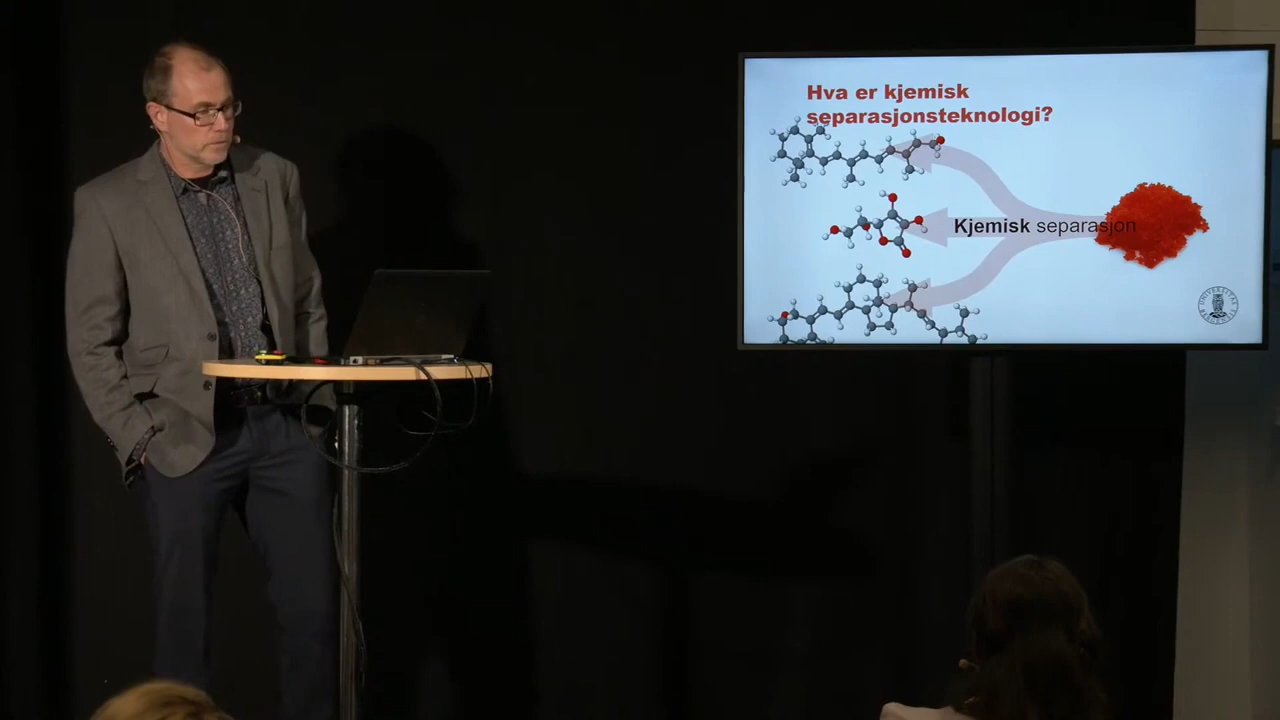 Hva er kjemisk
separasjonsteknologi?
Kjemisk separasjon